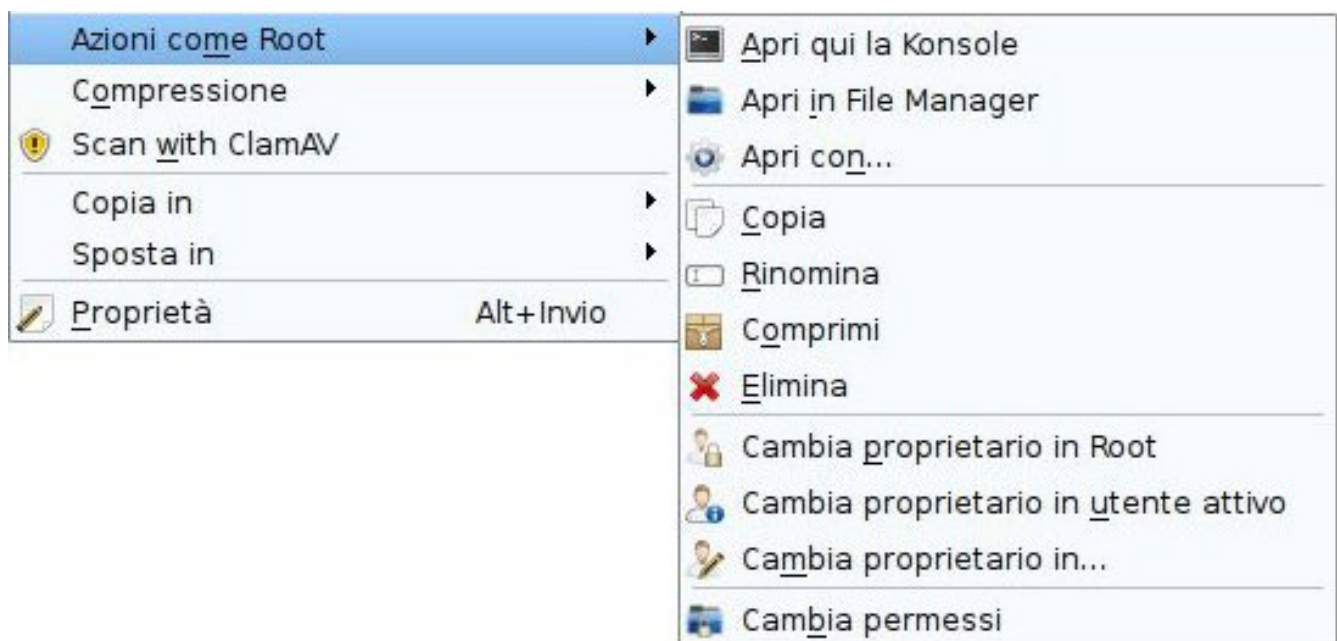 Azioni come Root
Compressione
Scan with ClamAV
Copia in
Sposta in
Proprietà Alt+Invio
Apri qui la Konsole
Apri in File Manager
Apri con...
Copia
Rinomina
Comprimi
Elimina
Cambia proprietario in Root
Cambia proprietario in utente attivo
Cambia proprietario in...
Cambia permessi